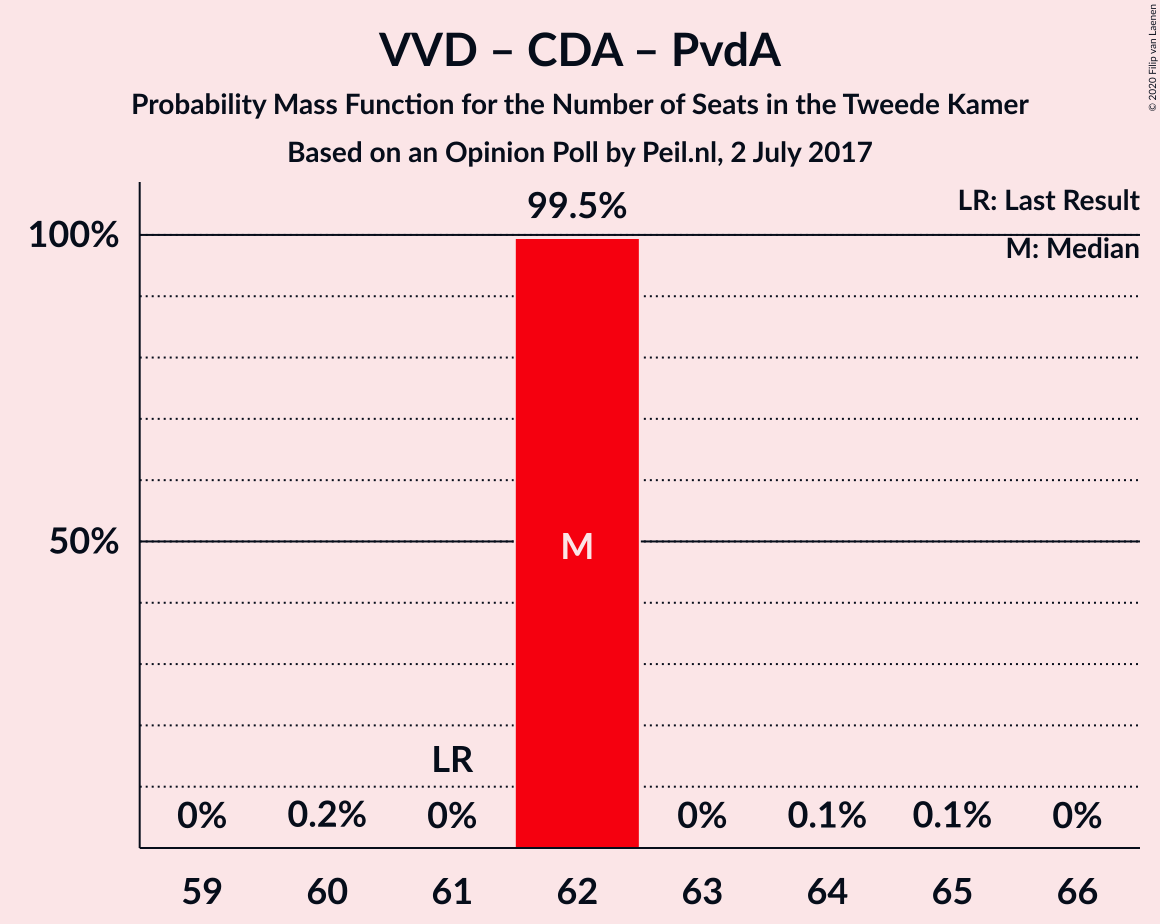 VVD – CDA – PvdA
Probability Mass Function for the Number of Seats in the Tweede Kamer
Based on an Opinion Poll by Peil.nl, 2 July 2017
© 2020 Filip van Laenen
LR: Last Result
M: Median
99.5%
100%
50%
M
LR
0% 0.2% 0% 0% 0.1% 0.1% 0%
59 60 61 62 63 64 65 66